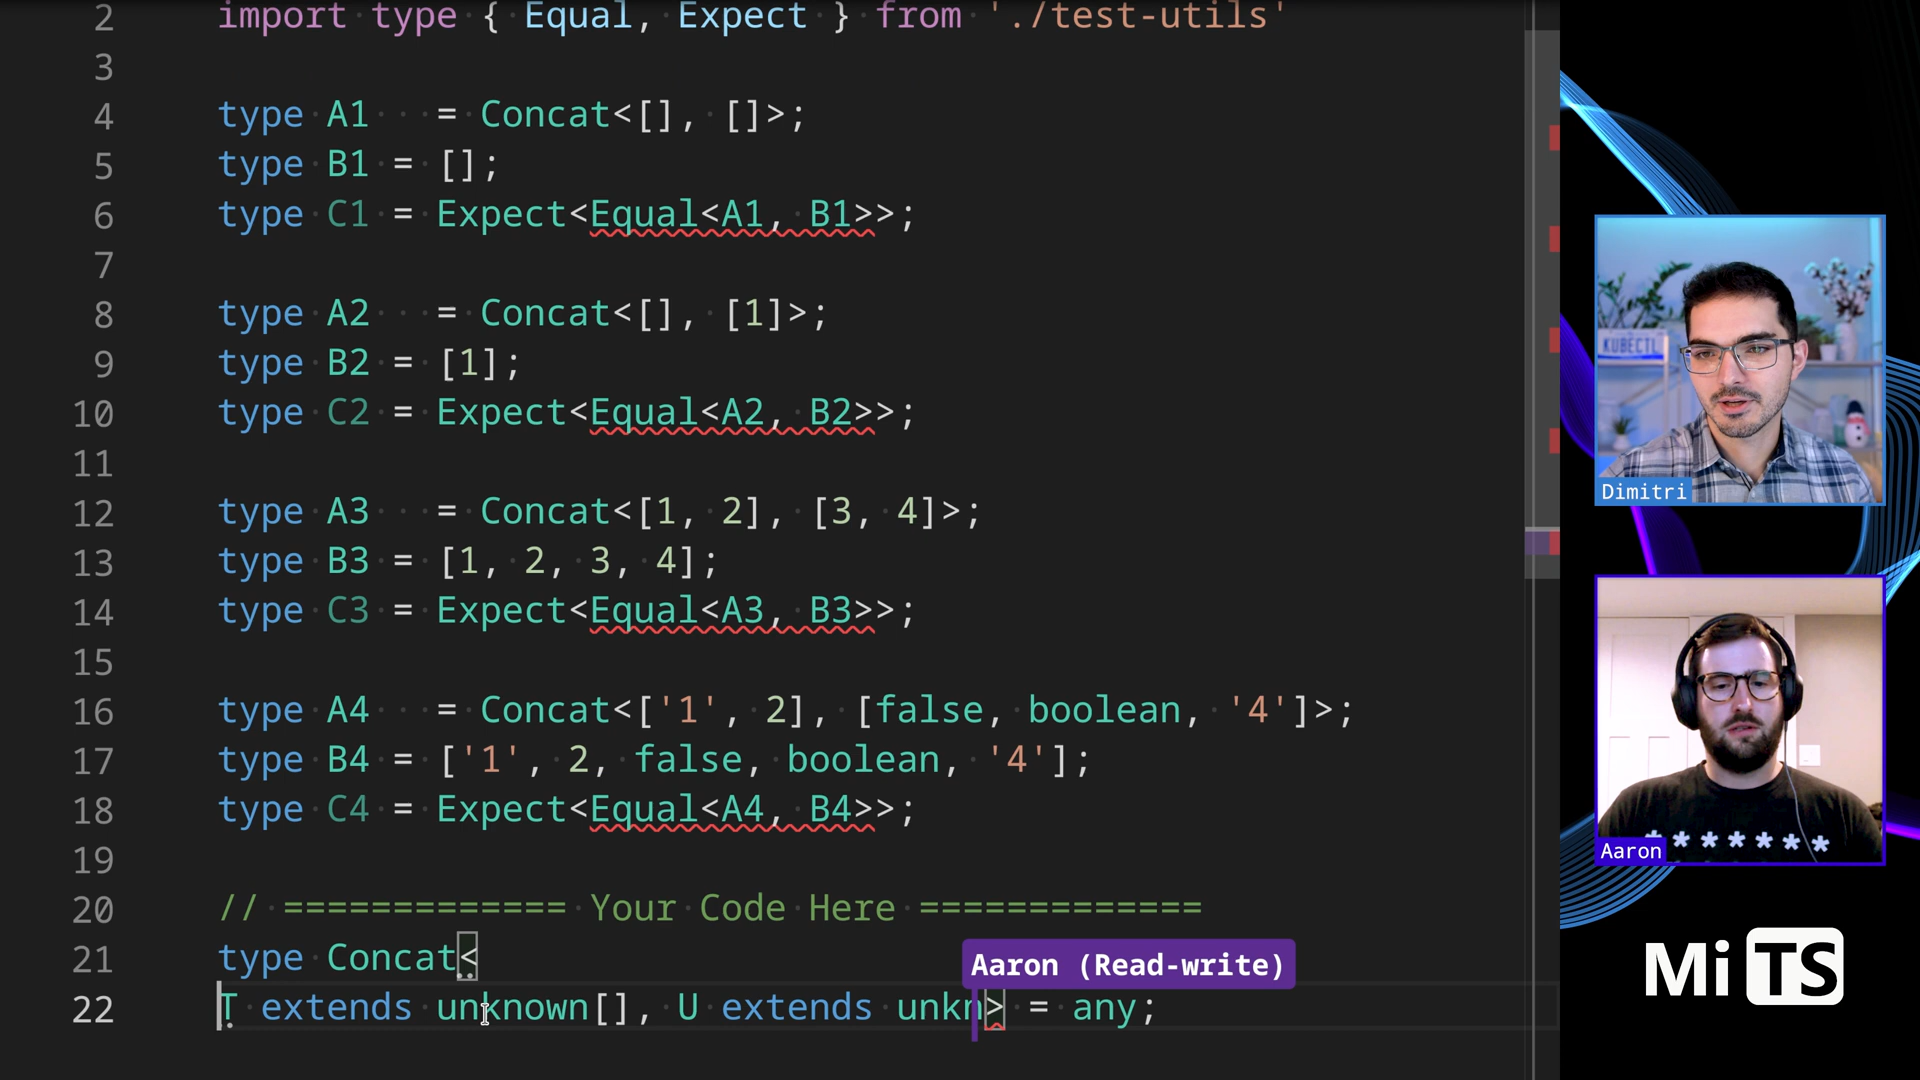 2 import type { Equal, Expect } from './test-utils'
3
4 type A1 = Concat<[], []>;
5 type B1 = [];
6 type C1 = Expect<Equal<A1, B1>>;
7
8 type A2 = Concat<[], [1]>;
9 type B2 = [1];
10 type C2 = Expect<Equal<A2, B2>>;
11
12 type A3 = Concat<[1, 2], [3, 4]>;
13 type B3 = [1, 2, 3, 4];
14 type C3 = Expect<Equal<A3, B3>>;
15
16 type A4 = Concat<['1', 2], [false, boolean, '4']>;
17 type B4 = ['1', 2, false, boolean, '4'];
18 type C4 = Expect<Equal<A4, B4>>;
19
20 // ============= Your Code Here =============
21 type Concat<
Aaron (Read-write)
22 T extends unknown[], U extends unkn> = any;
KUBECTL
Dimitri
*******
Aaron
MiTS